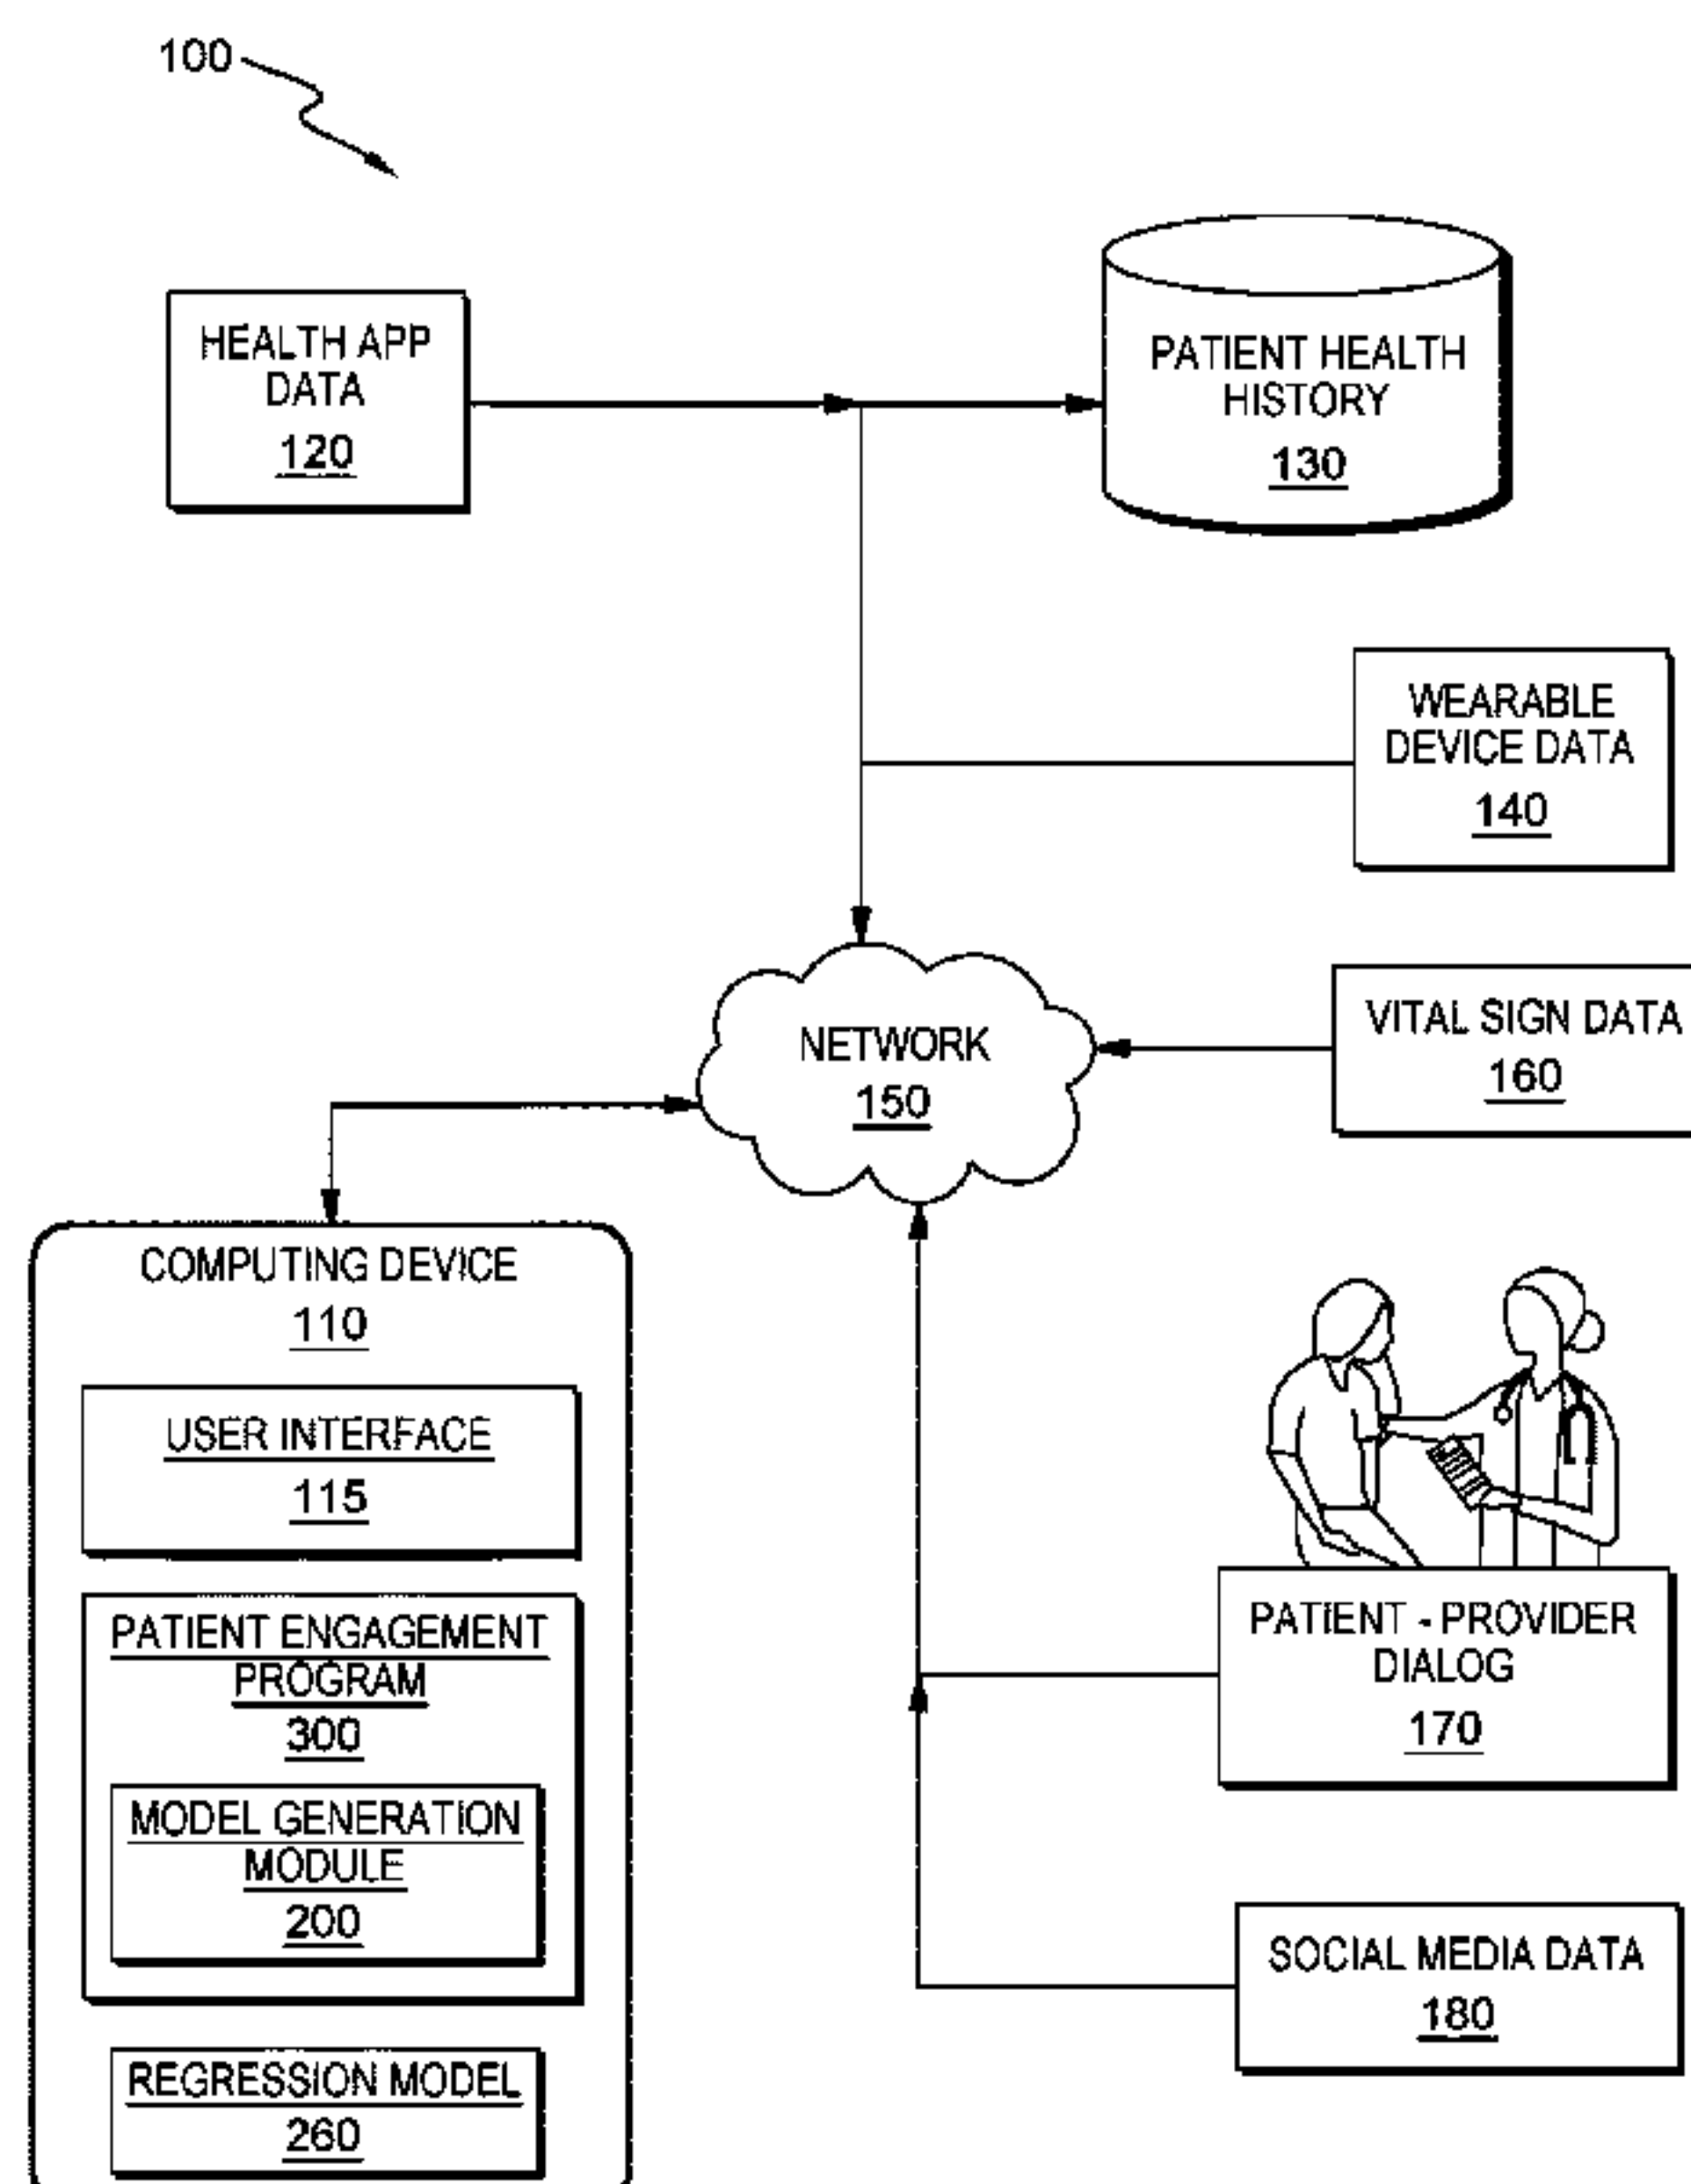 100
HEALTH APP
DATA
120
PATIENT HEALTH
HISTORY
130
WEARABLE
DEVICE DATA
140
NETWORK
150
VITAL SIGN DATA
160
COMPUTING DEVICE
110
USER INTERFACE
115
PATIENT ENGAGEMENT
PROGRAM
300
MODEL GENERATION
MODULE
200
REGRESSION MODEL
260
PATIENT - PROVIDER
DIALOG
170
SOCIAL MEDIA DATA
180